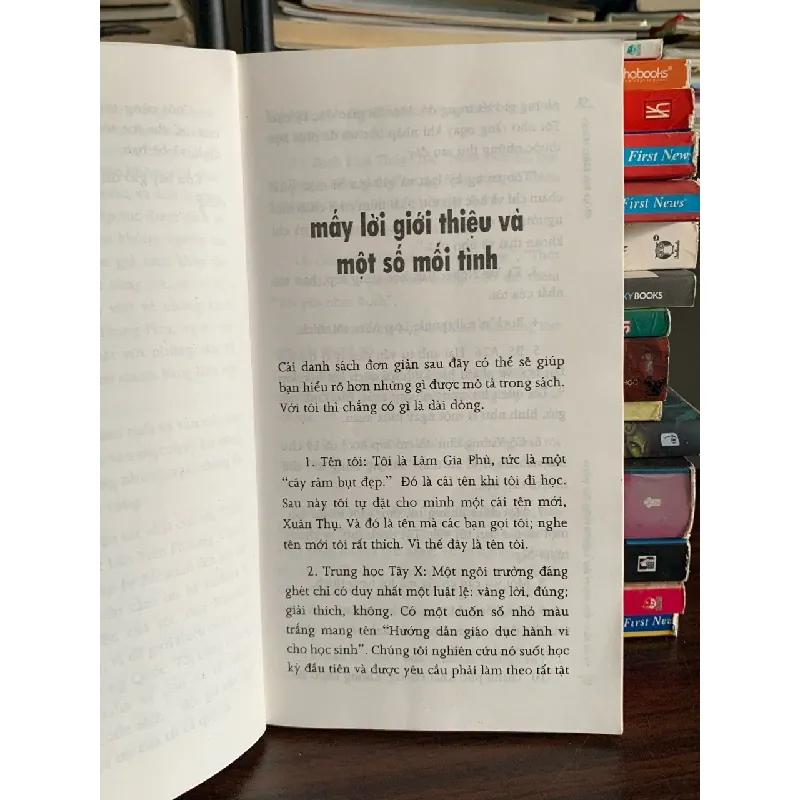 mấy lời giới thiệu và
một số mối tình
Cái danh sách đơn giản sau đây có thể sẽ giúp
bạn hiểu rõ hơn những gì được mô tả trong sách.
Với tôi thì chẳng có gì là dài dòng.
1. Tên tôi: Tôi là Lâm Gia Phù, tức là một
“cây râm bụt đẹp.” Đó là cái tên khi tôi đi học.
Sau này tôi tự đặt cho mình một cái tên mới,
Xuân Thụ. Và đó là tên mà các bạn gọi tôi; nghe
tên mới tôi rất thích. Vì thế đây là tên tôi.
2. Trung học Tây X: Một ngôi trường đáng
ghét chỉ có duy nhất một luật lệ: vâng lời, đúng;
giải thích, không. Có một cuốn sổ nhỏ màu
trắng mang tên “Hướng dẫn giáo dục hành vi
cho học sinh”. Chúng tôi nghiên cứu nó suốt học
kỳ đầu tiên và được yêu cầu phải làm theo tất tật
hobooks
First New
First News
KYBOOKS
First New